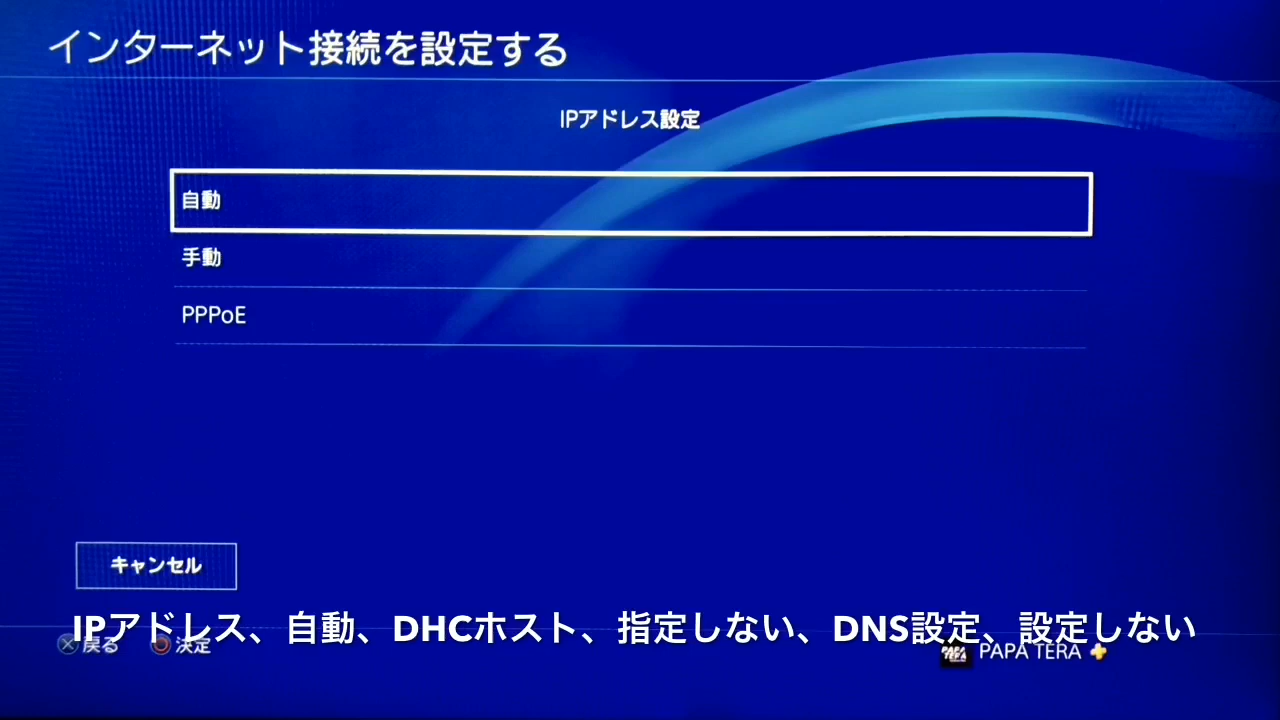 インターネット接続を設定する
IPアドレス設定
自動
手動
PPPoE
キャンセル
IPアドレス、自動、DHCホスト、指定しない、DNS設定、設定しない
戻る 決定
PAPA TERA